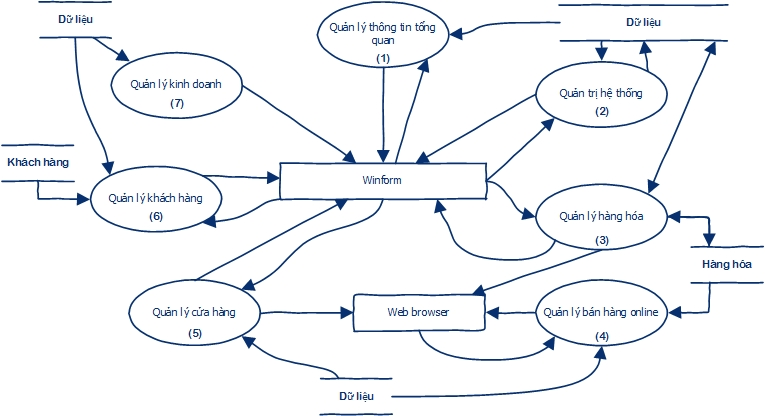 Dữ liệu
Quản lý thông tin tổng
quan
(1)
Dữ liệu
Quản lý kinh doanh
(7)
Quản trị hệ thống
(2)
Khách hàng
Winform
Quản lý khách hàng
(6)
Quản lý hàng hóa
(3)
Hàng hóa
Quản lý cửa hàng
(5)
Web browser
Quản lý bán hàng online
(4)
Dữ liệu